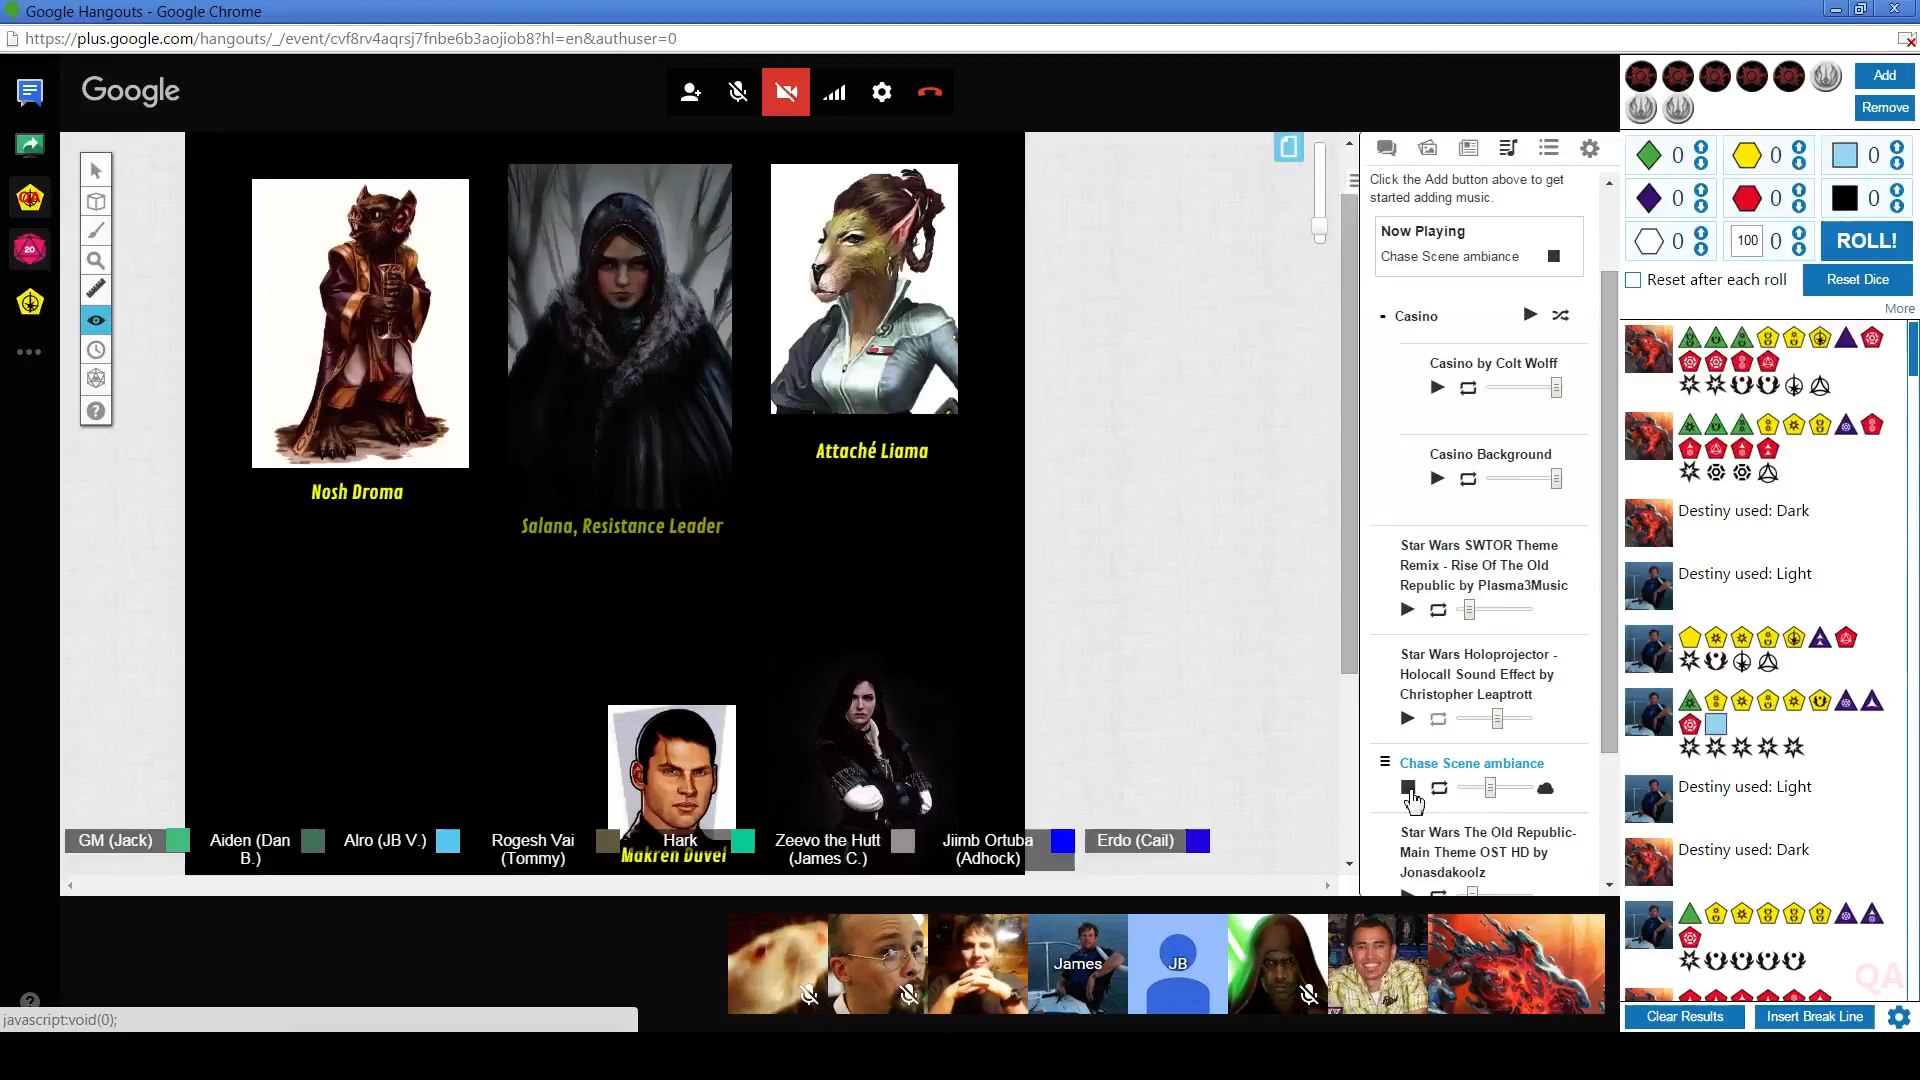 Google Hangouts - Google Chrome
https://plus.google.com/hangouts/_/event/cvf8rv4aqrsj7fnbe6b3aojiob8?hl=en&authuser=0
Google
Nosh Droma
Salana, Resistance Leader
Attaché Liama
Makren Duvel
GM (Jack)
Aiden (Dan
B.)
Alro (JB V.)
Rogesh Vai
(Tommy)
Hark
Zeevo the Hutt
(James C.)
Jiimb Ortuba
(Adhock)
Erdo (Cail)
James
JB
javascript:void(0);
Click the Add button above to get
started adding music.
Now Playing
Chase Scene ambiance
Casino
Casino by Colt Wolff
Casino Background
Star Wars SWTOR Theme
Remix - Rise Of The Old
Republic by Plasma3Music
Star Wars Holoprojector -
Holocall Sound Effect by
Christopher Leaptrott
Chase Scene ambiance
Star Wars The Old Republic-
Main Theme OST HD by
Jonasdakoolz
Add
Remove
0 0 0
0 0 0
0 100 0 ROLL!
Reset after each roll
Reset Dice
More
Destiny used: Dark
Destiny used: Light
Destiny used: Light
Destiny used: Dark
QA
Clear Results
Insert Break Line
QA
20